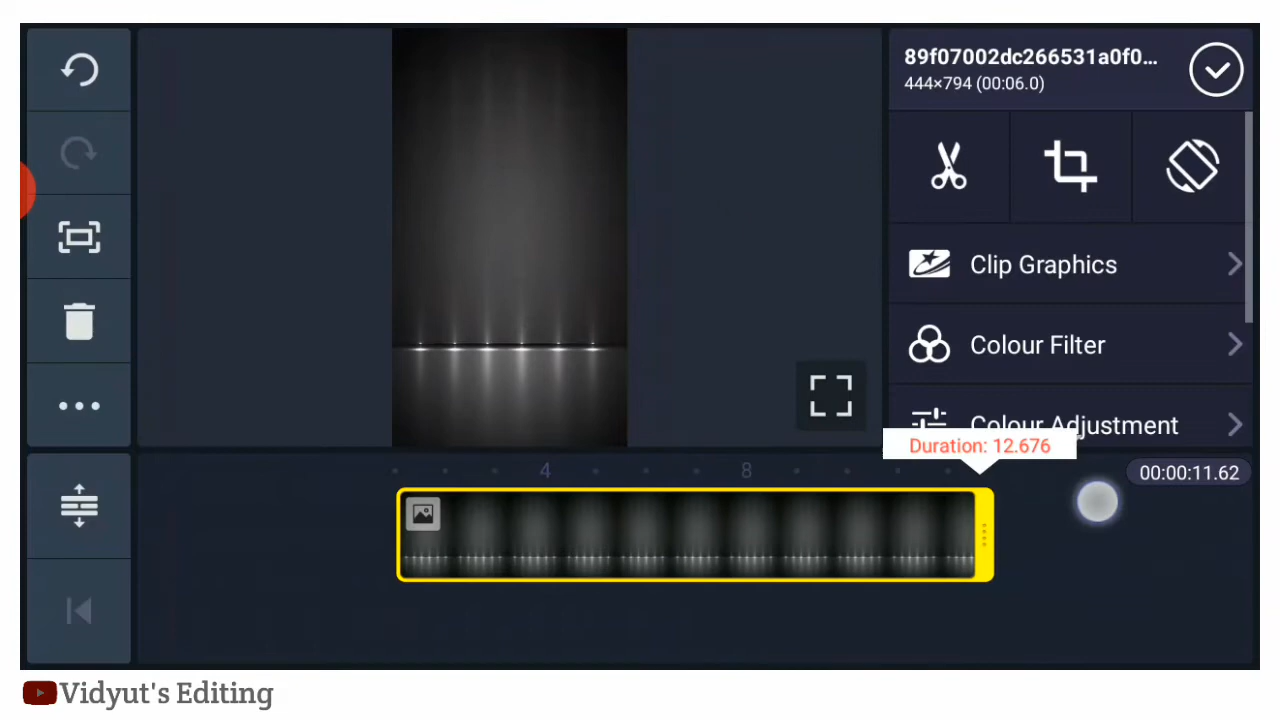 89f07002dc266531a0f0...
444×794 (00:06.0)
Clip Graphics
Colour Filter
Colour Adjustment
Duration: 12.676
4
8
00:00:11.62
Vidyut's Editing